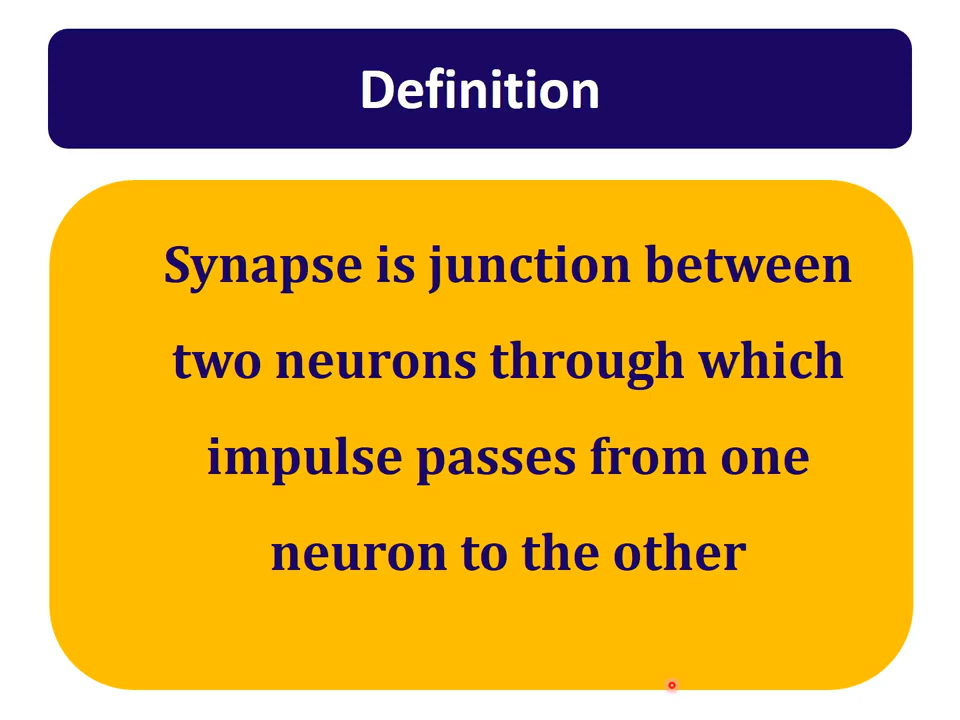 Definition
Synapse is junction between
two neurons through which
impulse passes from one
neuron to the other